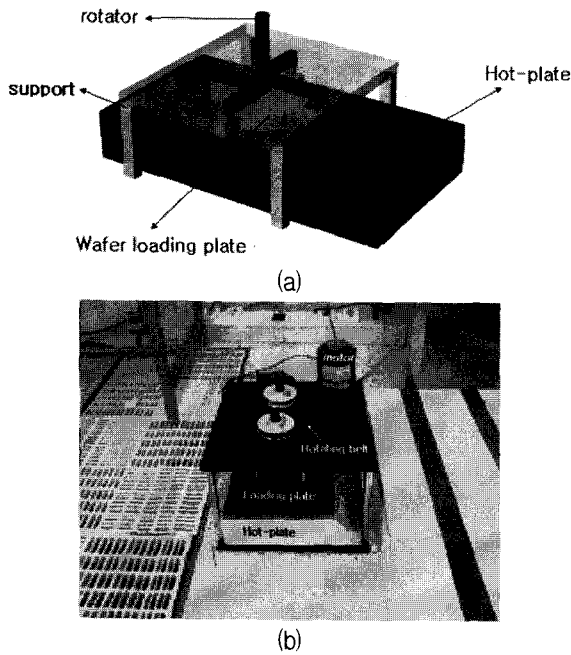 rotator
Hot-plate
support
Wafer loading plate
(a)
motor
Rotating belt
Loading plate
Hot-plate
(b)